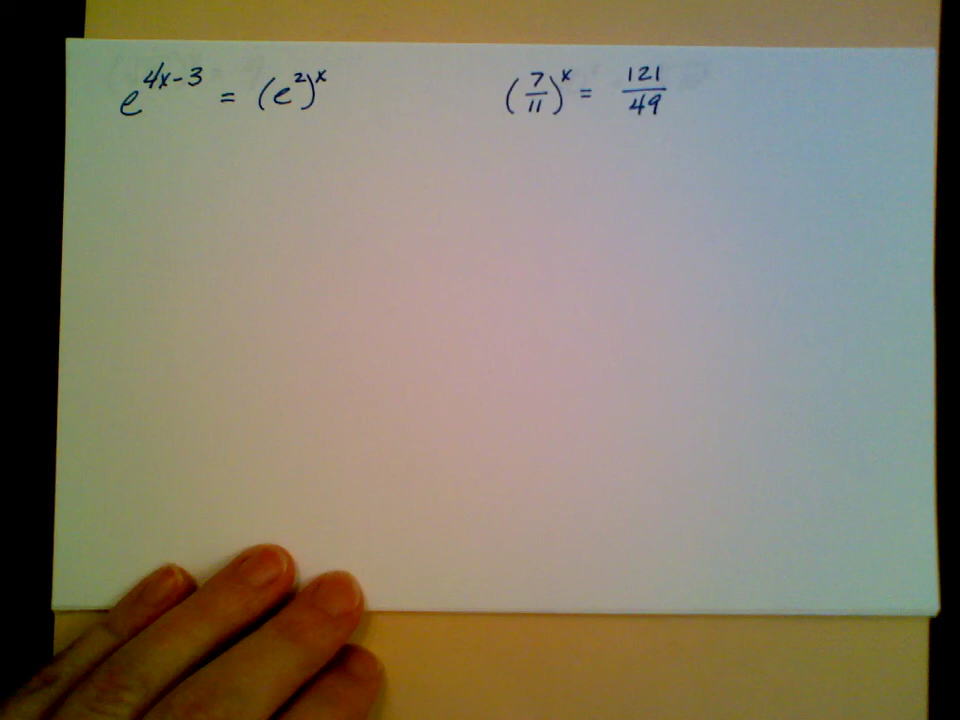 e^{4x-3} = (e^2)^x
(7/11)^x = 121/49